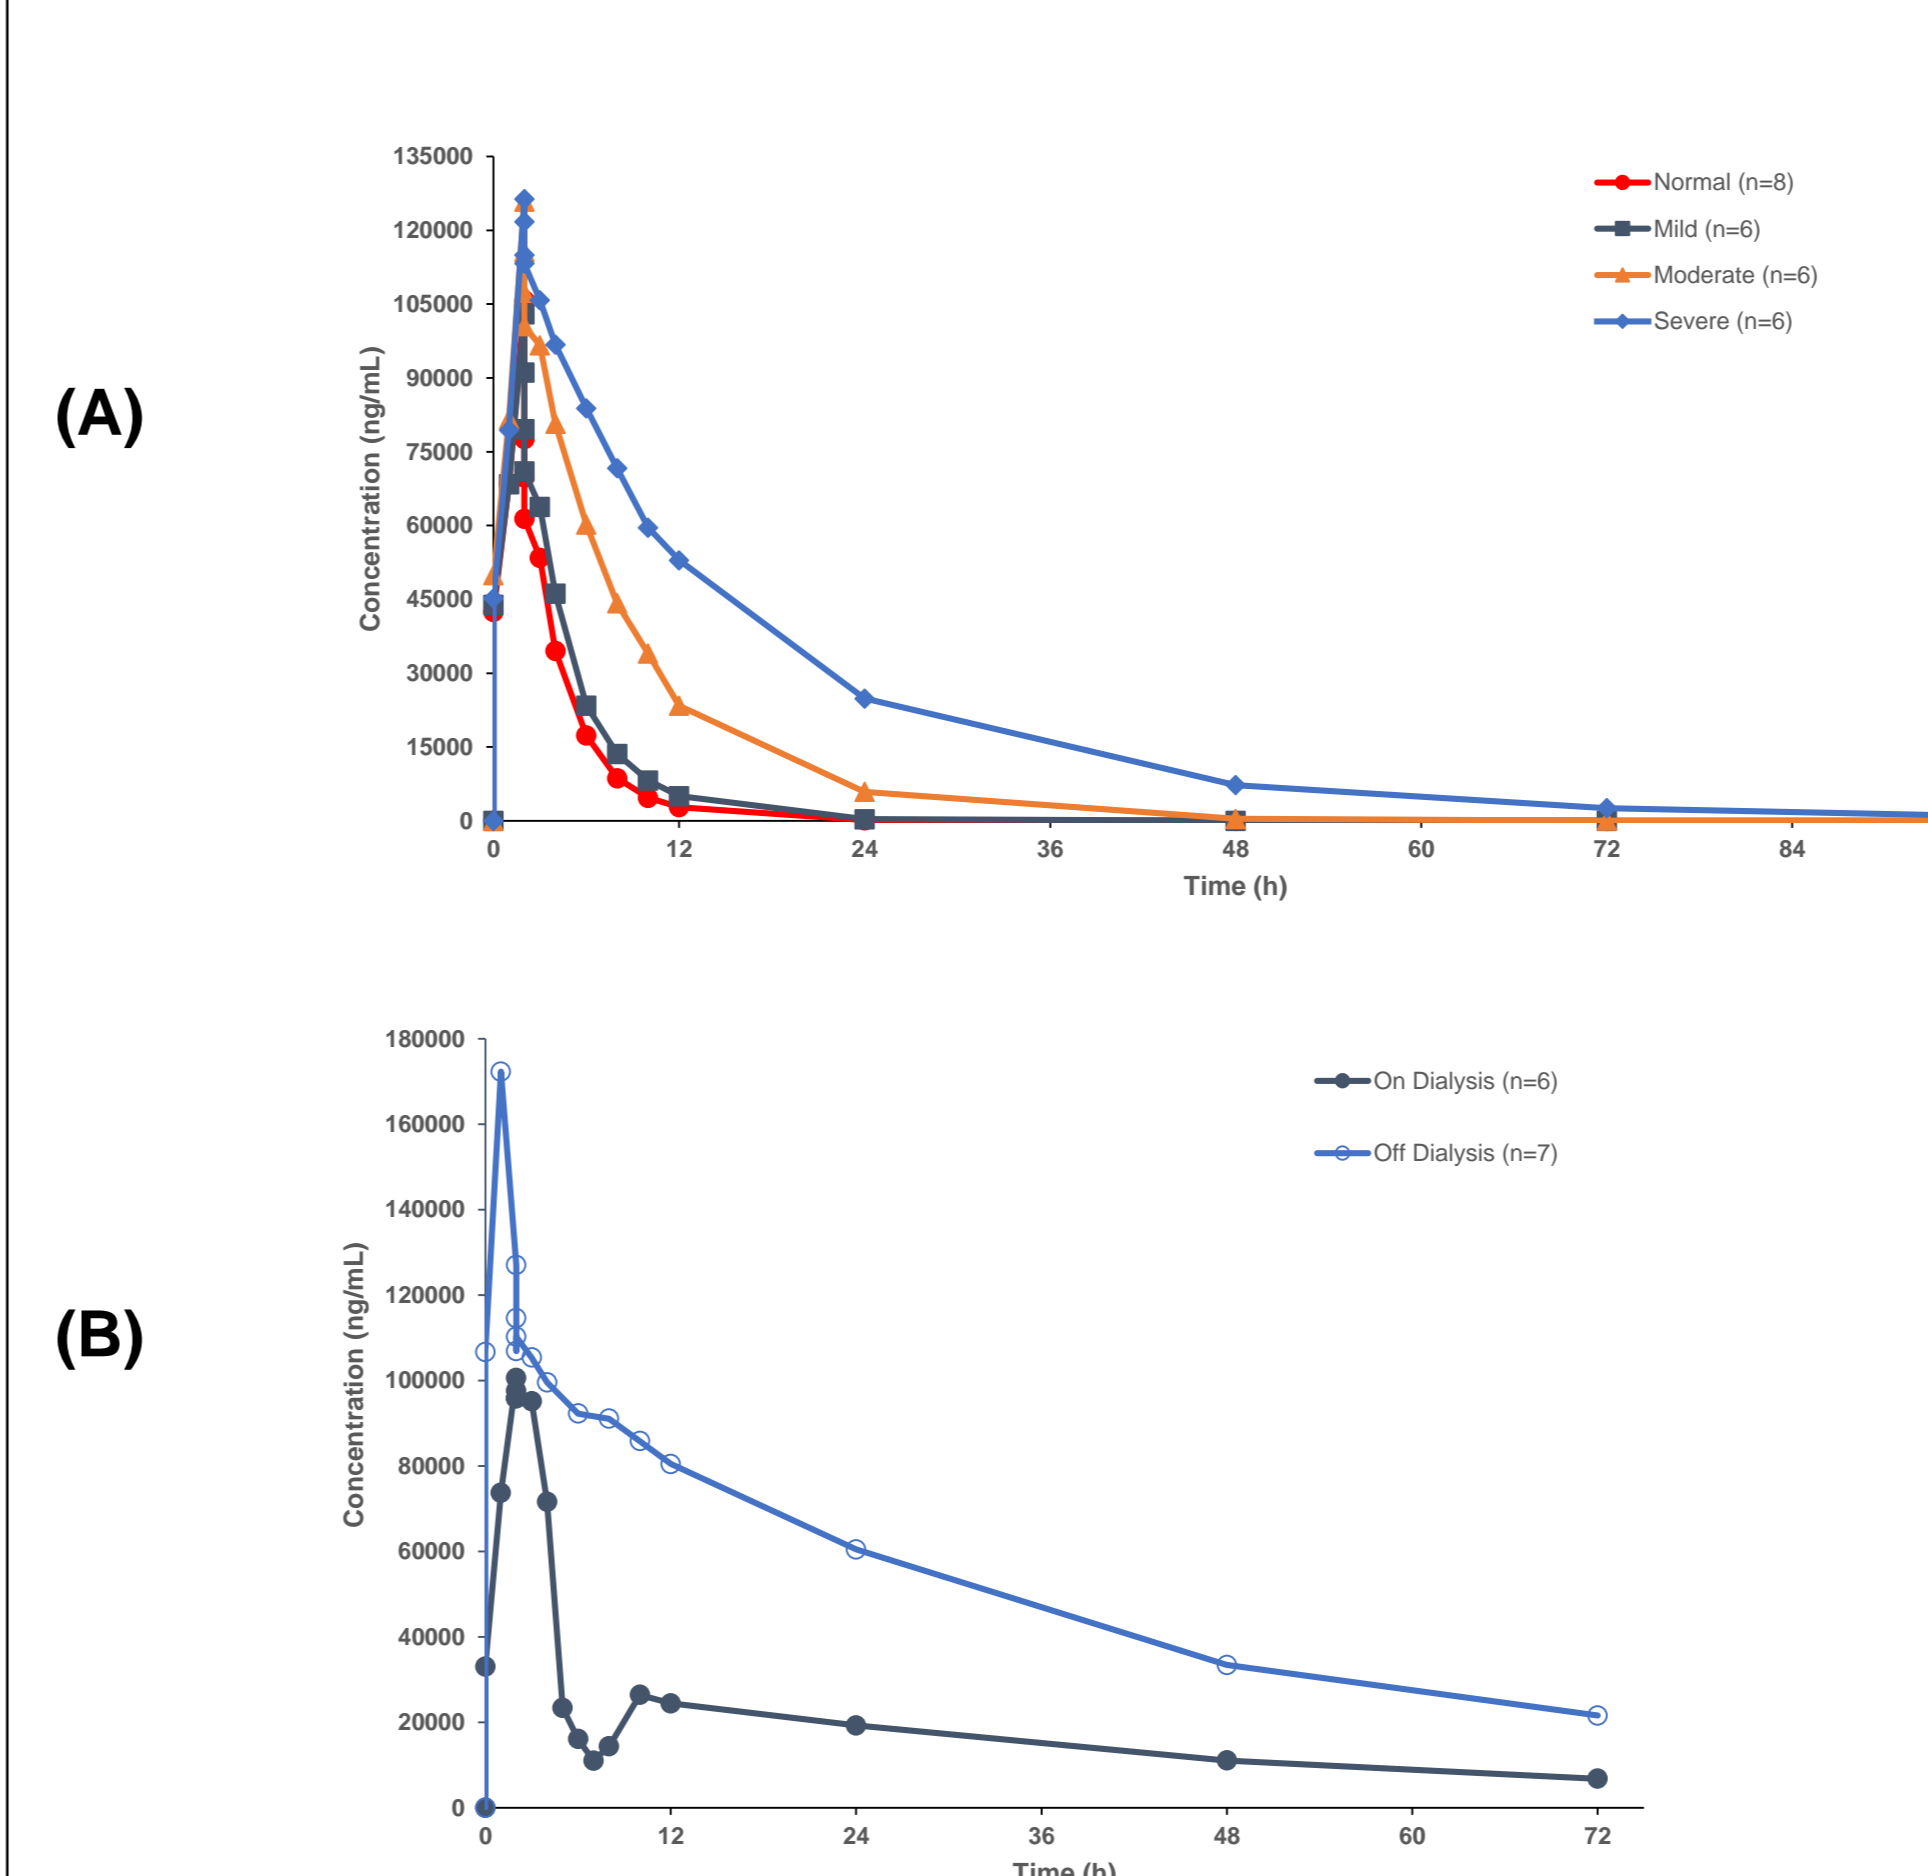 (A)
Concentration (ng/mL)
135000
120000
105000
90000
75000
60000
45000
30000
15000
0
0 12 24 36 48 60 72 84
Time (h)
Normal (n=8)
Mild (n=6)
Moderate (n=6)
Severe (n=6)
(B)
Concentration (ng/mL)
180000
160000
140000
120000
100000
80000
60000
40000
20000
0
0 12 24 36 48 60 72
Time (h)
On Dialysis (n=6)
Off Dialysis (n=7)